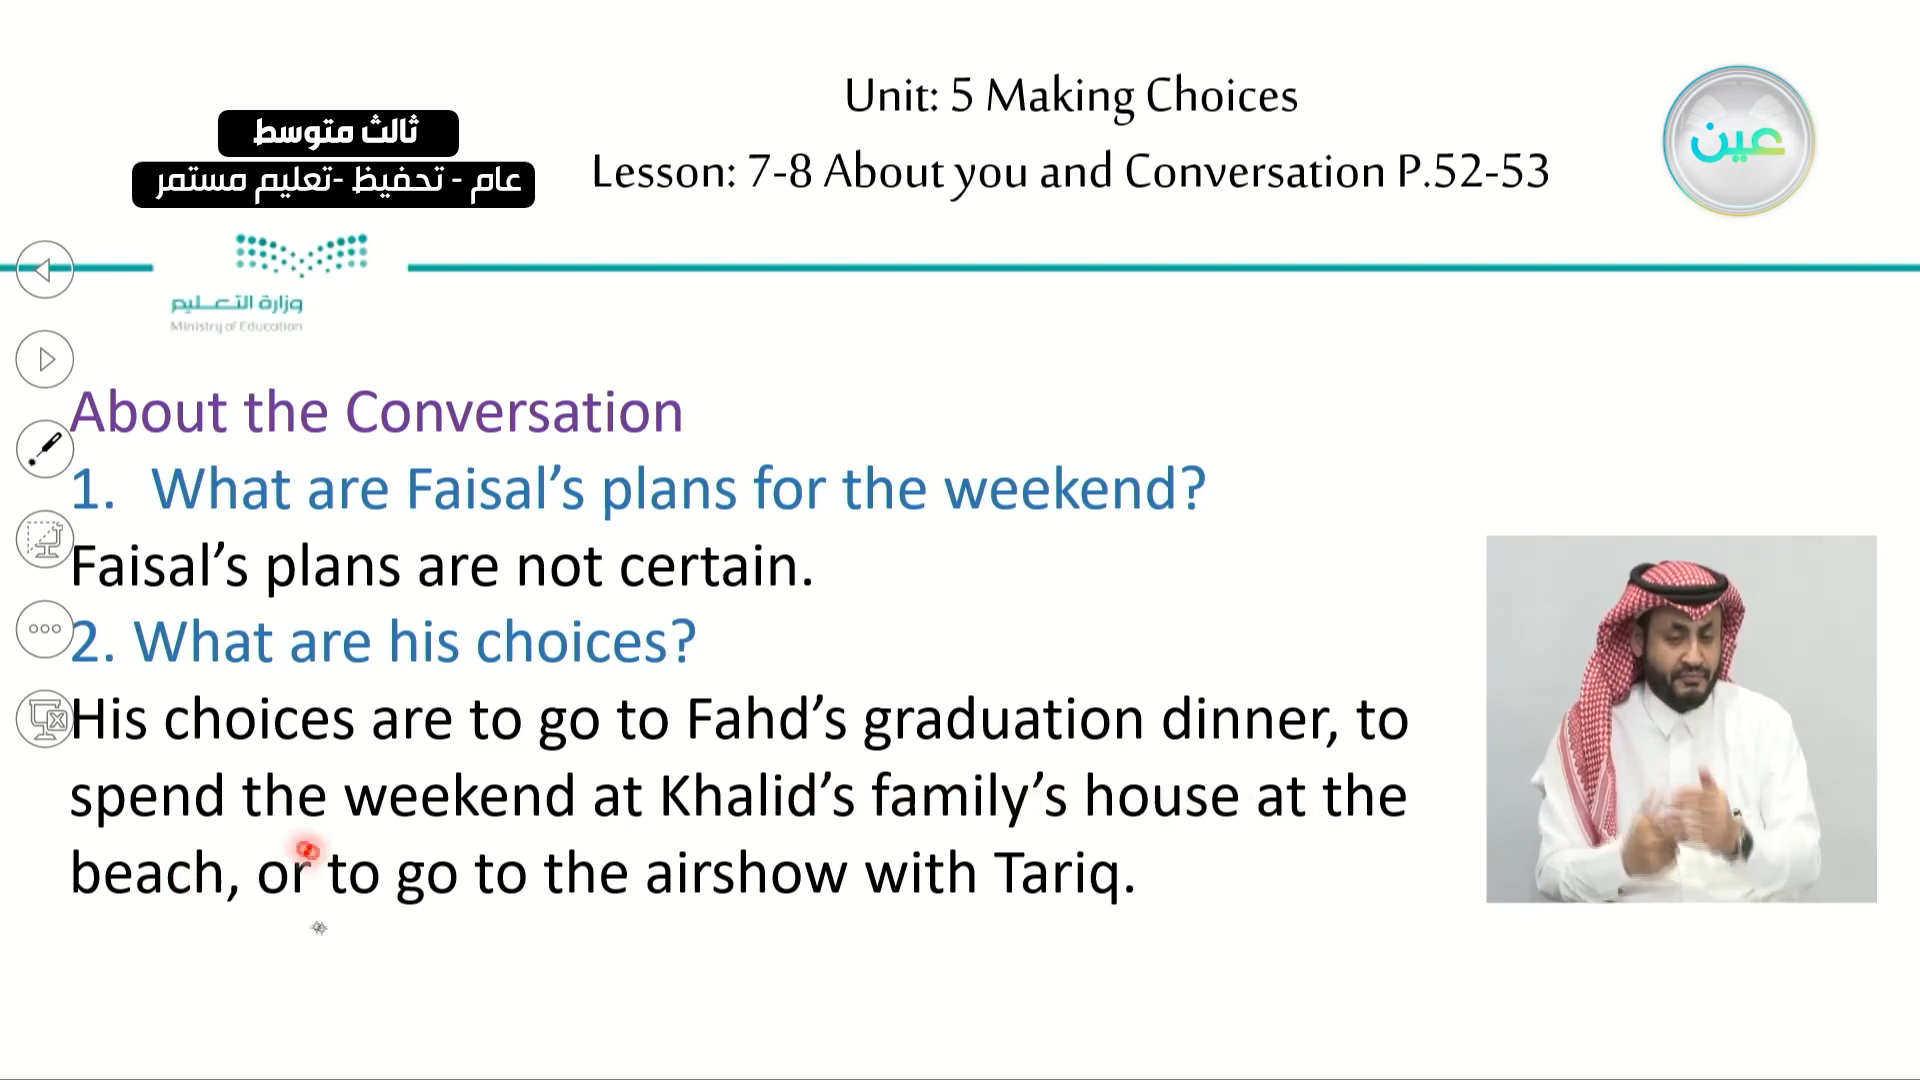 Unit: 5 Making Choices
ثالث متوسط
عام - تحفيظ -تعليم مستمر
Lesson: 7-8 About you and Conversation P.52-53
عين
وزارة التعليم
Ministry of Education
About the Conversation
1. What are Faisal’s plans for the weekend?
Faisal’s plans are not certain.
2. What are his choices?
His choices are to go to Fahd’s graduation dinner, to
spend the weekend at Khalid’s family’s house at the
beach, or to go to the airshow with Tariq.